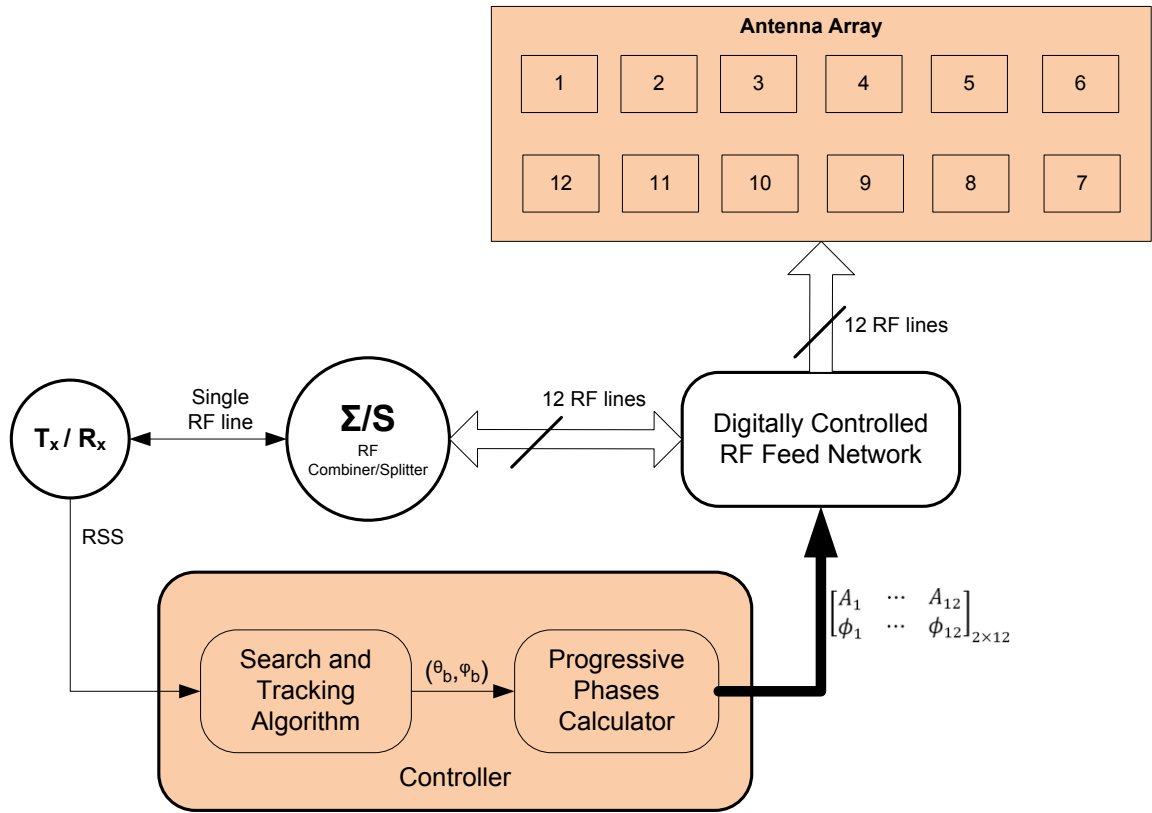 Antenna Array
1 2 3 4 5 6
12 11 10 9 8 7
12 RF lines
Single
RF line
12 RF lines
Tₓ / Rₓ
Σ/S
RF
Combiner/Splitter
Digitally Controlled
RF Feed Network
RSS
[A₁ ⋯ A₁₂
ϕ₁ ⋯ ϕ₁₂]₂ₓ₁₂
Search and
Tracking
Algorithm
(θb,φb)
Progressive
Phases
Calculator
Controller